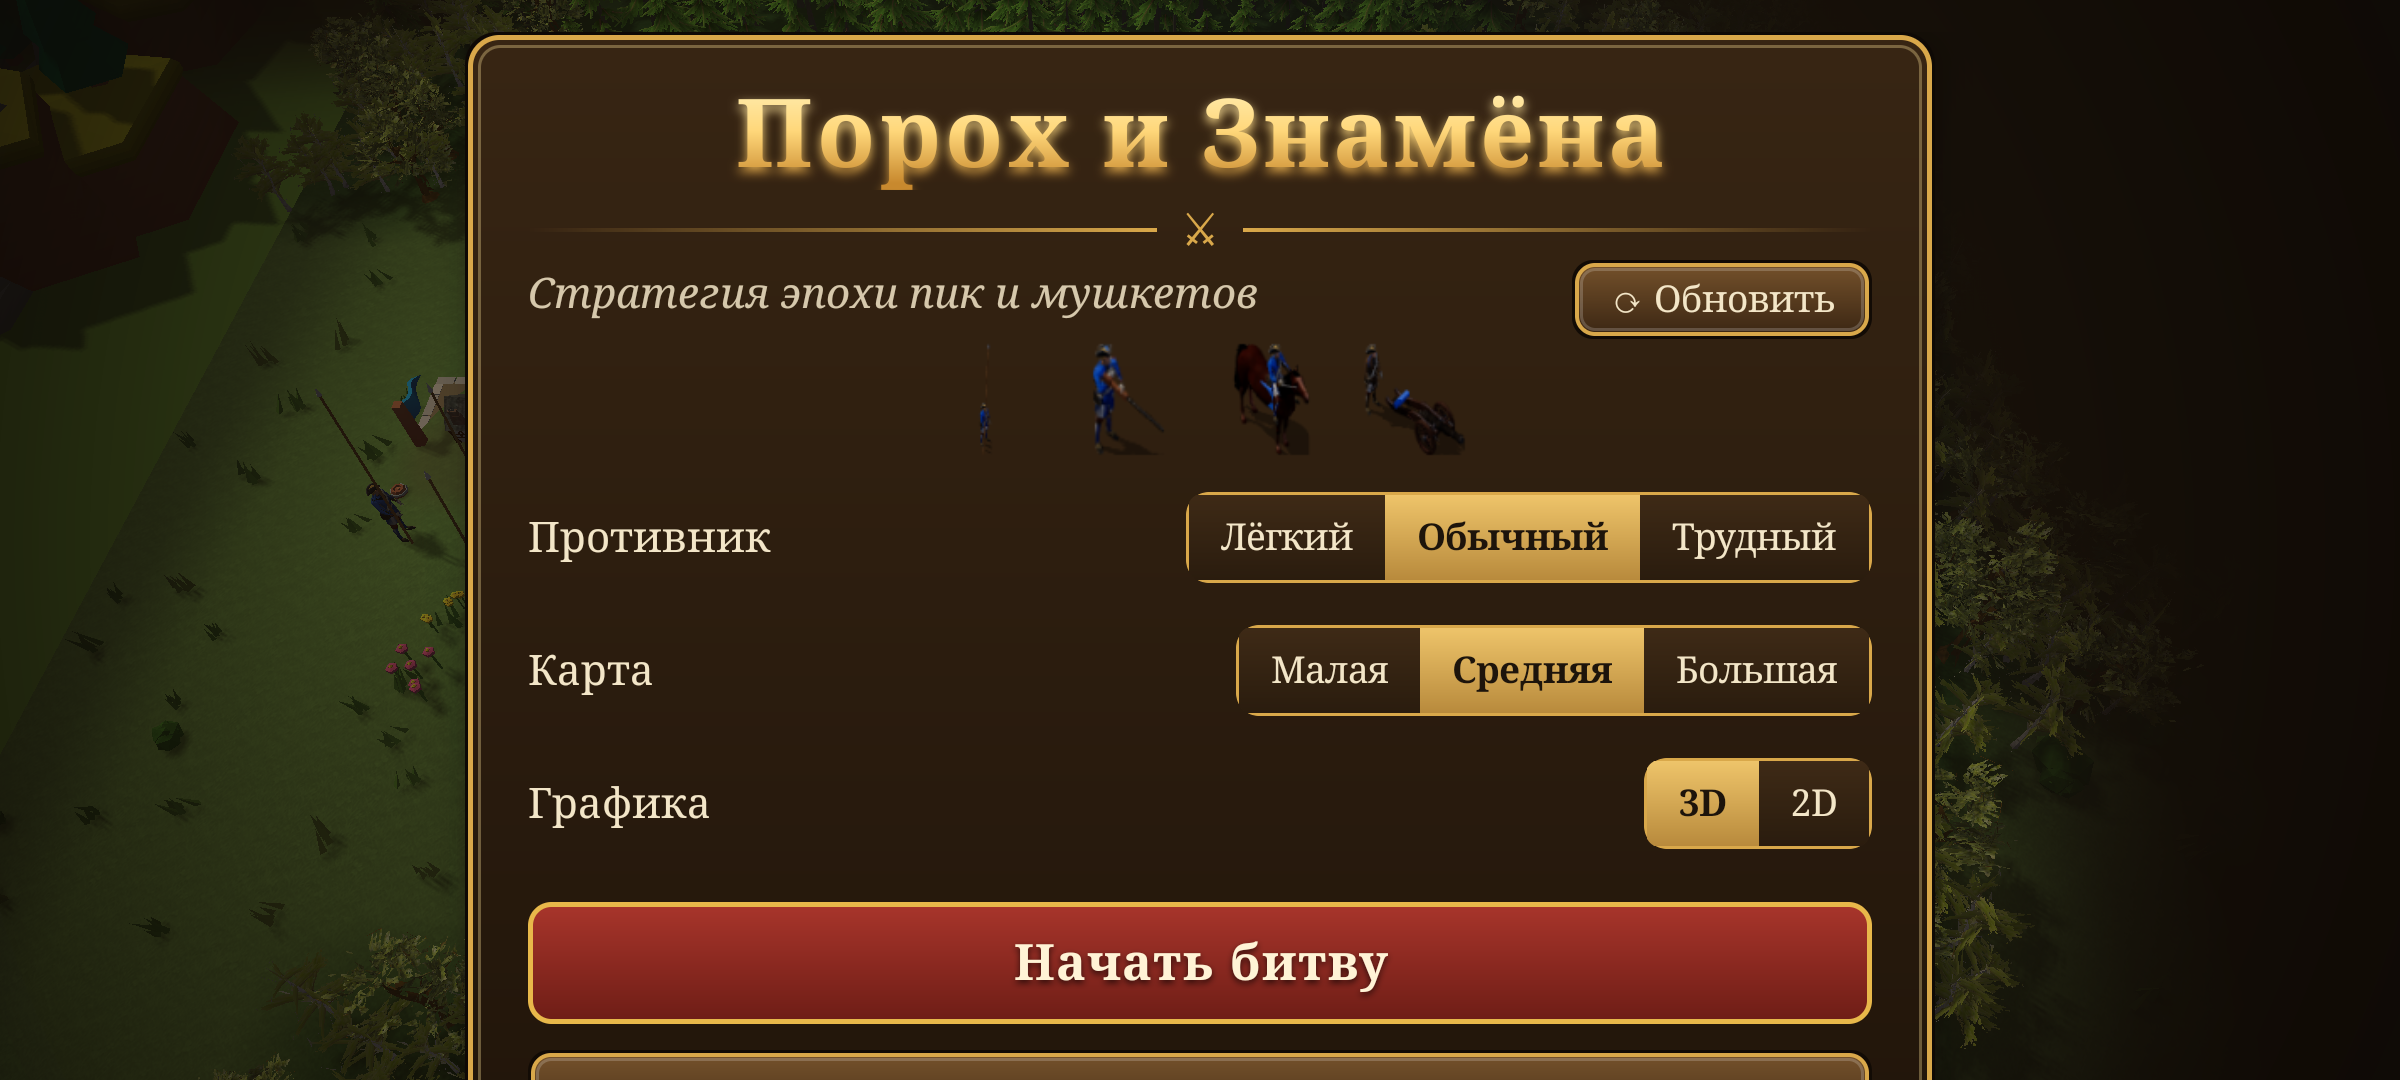 Порох и Знамёна
Стратегия эпохи пик и мушкетов
⟳ Обновить
Противник
Лёгкий Обычный Трудный
Карта
Малая Средняя Большая
Графика
3D 2D
Начать битву